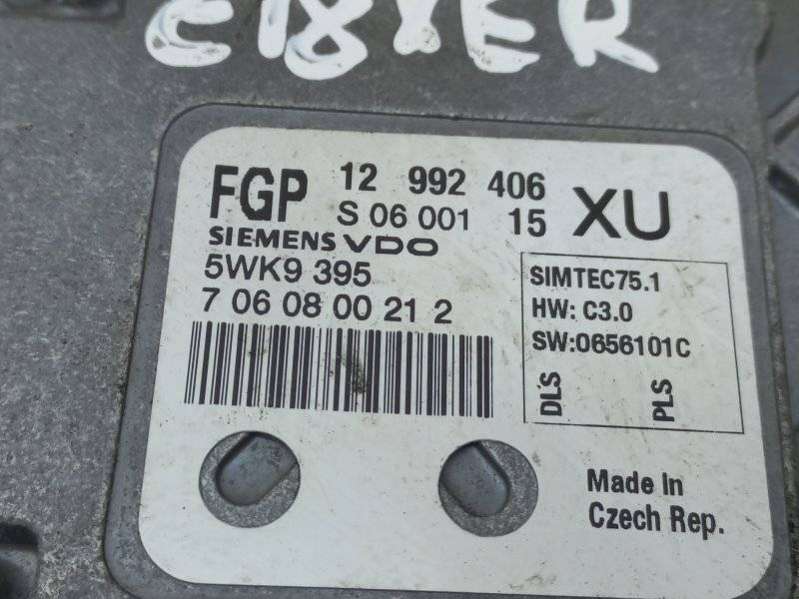 E18XER
FGP 12 992 406 XU
S 06 001 15
SIEMENS VDO
5WK9 395
7 06 08 00 21 2
SIMTEC75.1
HW: C3.0
SW:0656101C
DLS PLS
Made in
Czech Rep.